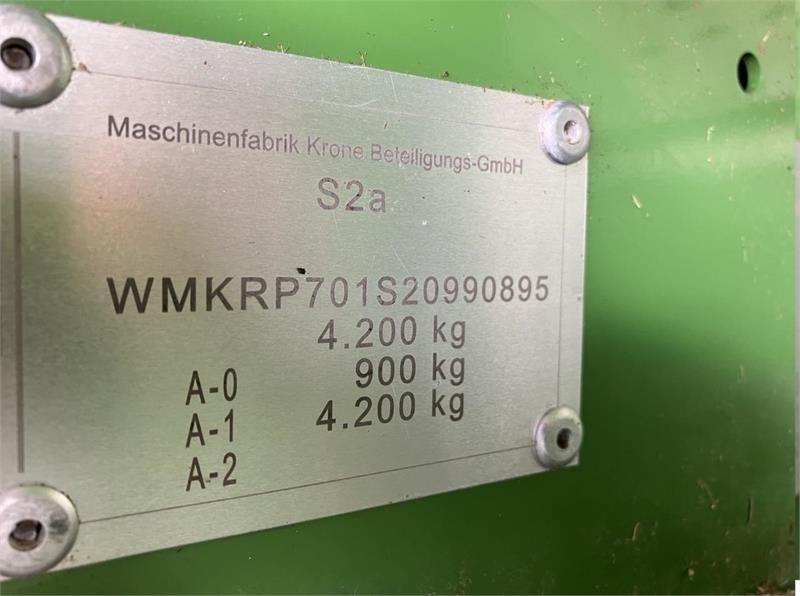 Maschinenfabrik Krone Beteiligungs-GmbH
S2a
WMKRP701S20990895
4.200 kg
A-0 900 kg
A-1 4.200 kg
A-2